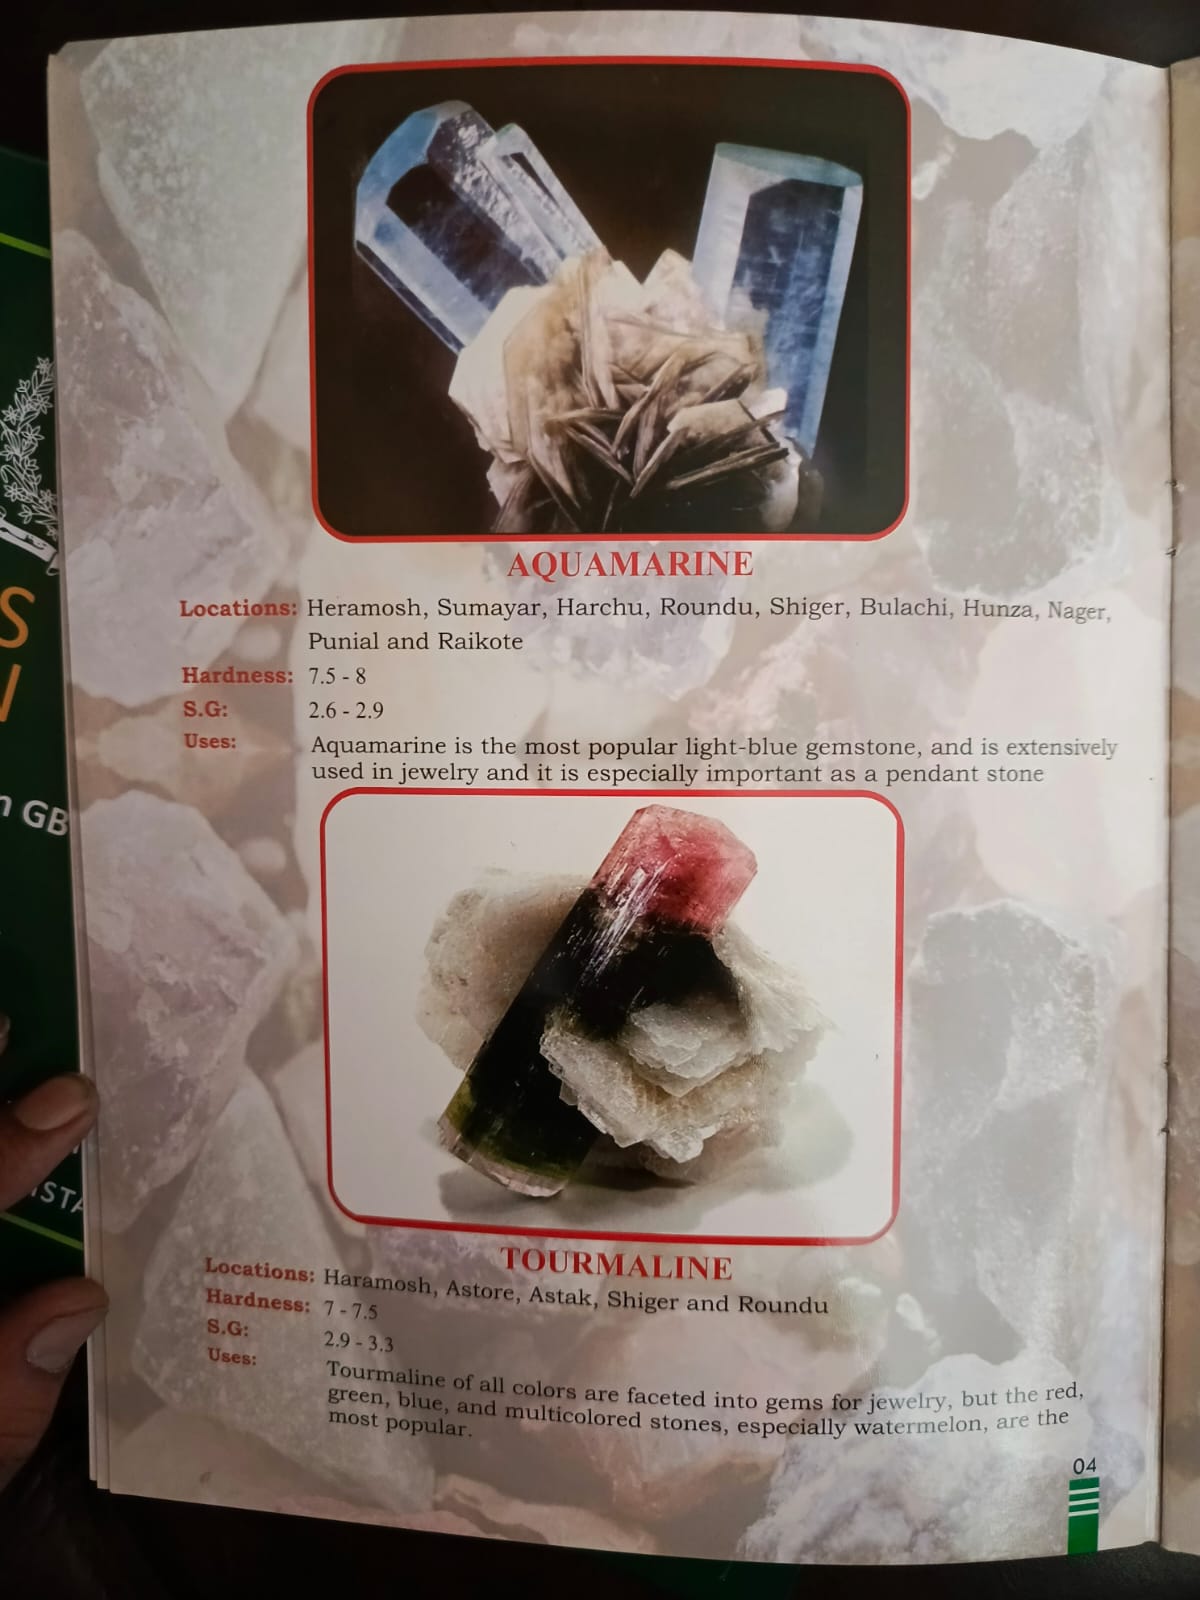 AQUAMARINE
Locations: Heramosh, Sumayar, Harchu, Roundu, Shiger, Bulachi, Hunza, Nager,
Punial and Raikote
Hardness: 7.5 - 8
S.G: 2.6 - 2.9
Uses: Aquamarine is the most popular light-blue gemstone, and is extensively
used in jewelry and it is especially important as a pendant stone
TOURMALINE
Locations: Haramosh, Astore, Astak, Shiger and Roundu
Hardness: 7 - 7.5
S.G: 2.9 - 3.3
Uses: Tourmaline of all colors are faceted into gems for jewelry, but the red,
green, blue, and multicolored stones, especially watermelon, are the
most popular.
04
S
GB